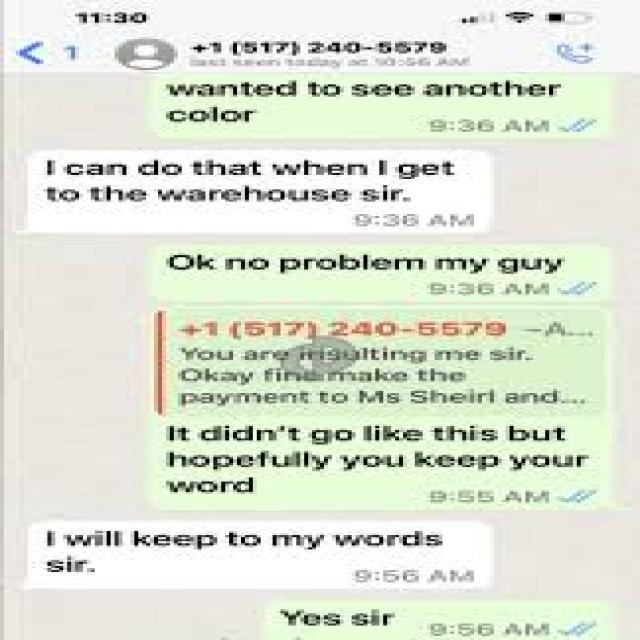 11:30
1
+1 (517) 240-5579
last seen today at 10:56 AM
wanted to see another
color
9:36 AM
I can do that when I get
to the warehouse sir.
9:36 AM
Ok no problem my guy
9:36 AM
+1 (517) 240-5579 ~A...
You are insulting me sir.
Okay fine make the
payment to Ms Sheirl and...
It didn't go like this but
hopefully you keep your
word
9:55 AM
I will keep to my words
sir.
9:56 AM
Yes sir
9:56 AM